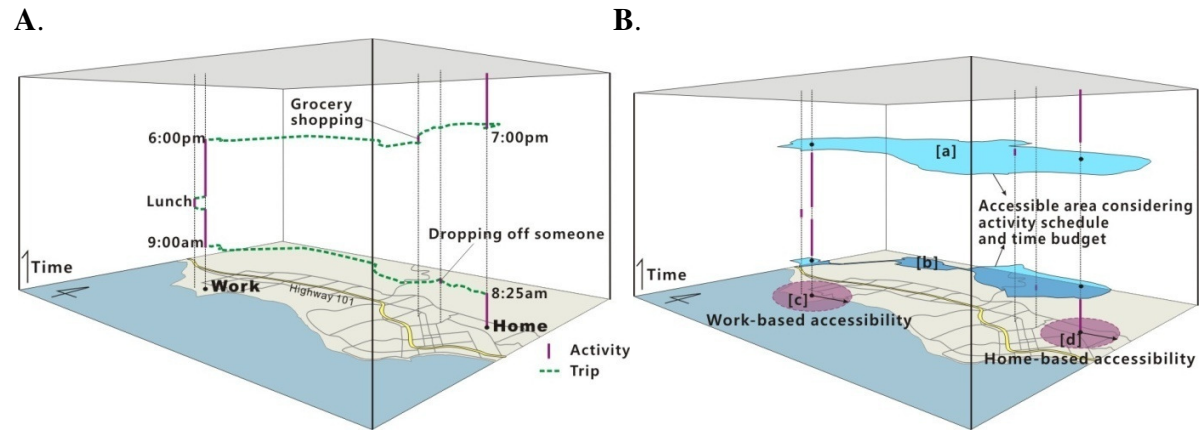 A.
Grocery
shopping
6:00pm
7:00pm
Lunch
Dropping off someone
9:00am
Time
Work
Highway 101
8:25am
Home
Activity
Trip
B.
[a]
Accessible area considering
activity schedule
and time budget
[b]
Time
[c]
Work-based accessibility
[d]
Home-based accessibility